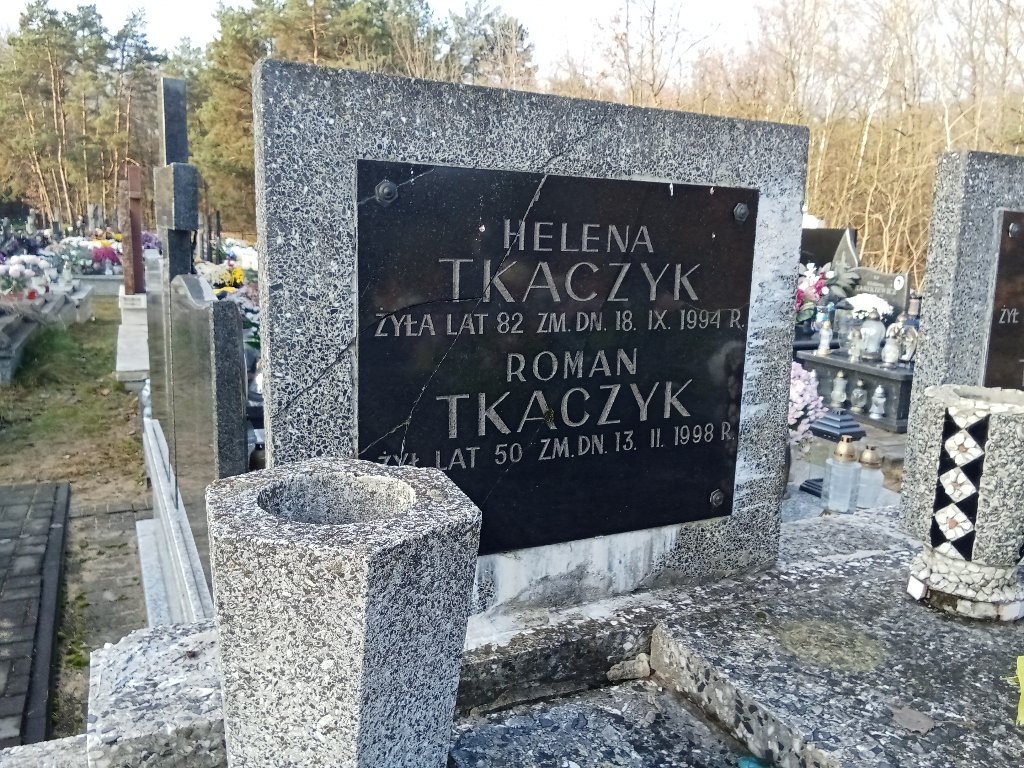 HELENA
TKACZYK
ŻYŁA LAT 82 ZM. DN. 18. IX. 1994 R.
ROMAN
TKACZYK
ŻYŁ LAT 50 ZM. DN. 13. II. 1998 R.
ŻYŁ